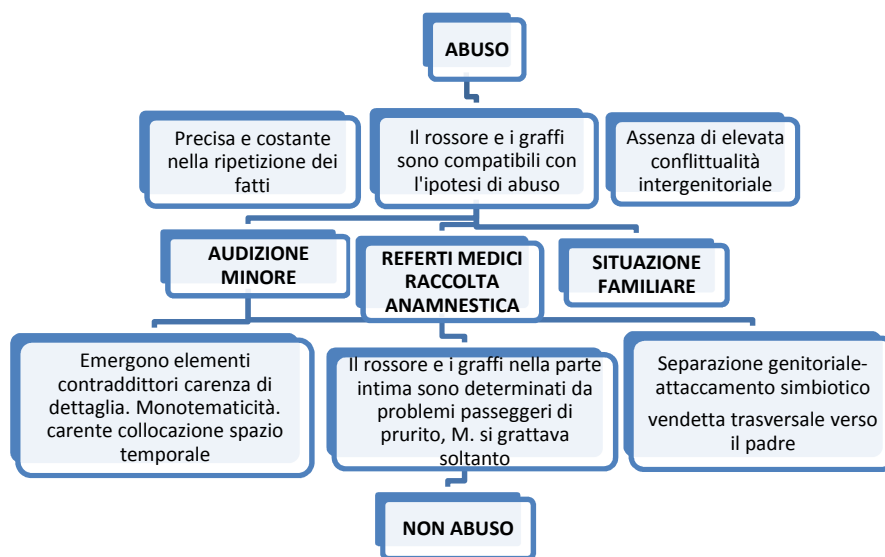 ABUSO
Precisa e costante
nella ripetizione dei
fatti
Il rossore e i graffi
sono compatibili con
l'ipotesi di abuso
Assenza di elevata
conflittualità
intergenitoriale
AUDIZIONE
MINORE
REFERTI MEDICI
RACCOLTA
ANAMNESTICA
SITUAZIONE
FAMILIARE
Emergono elementi
contraddittori carenza di
dettaglia. Monotematicità.
carente collocazione spazio
temporale
Il rossore e i graffi nella parte
intima sono determinati da
problemi passeggeri di
prurito, M. si grattava
soltanto
Separazione genitoriale-
attaccamento simbiotico
vendetta trasversale verso
il padre
NON ABUSO